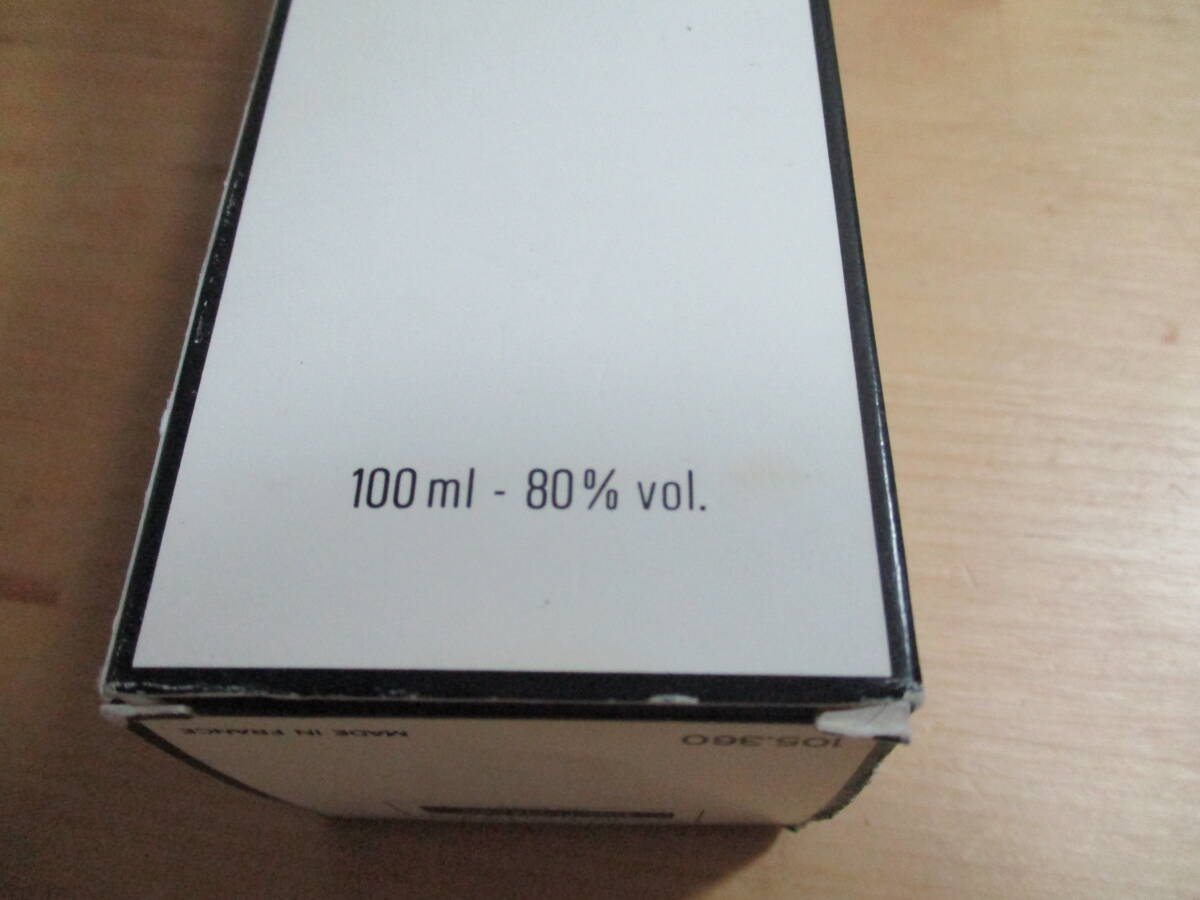 100 ml - 80% vol.
105.360
MADE IN FRANCE